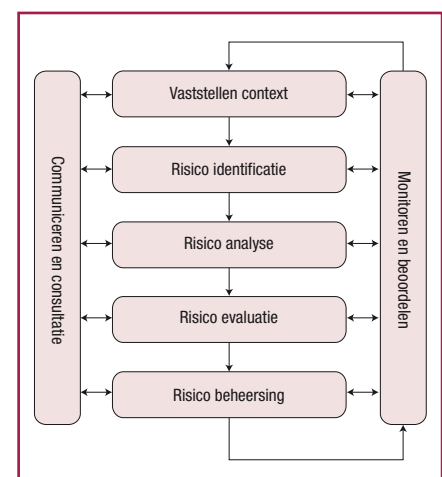 Vaststellen context
Risico identificatie
Risico analyse
Risico evaluatie
Risico beheersing
Communiceren en consultatie
Monitoren en beoordelen